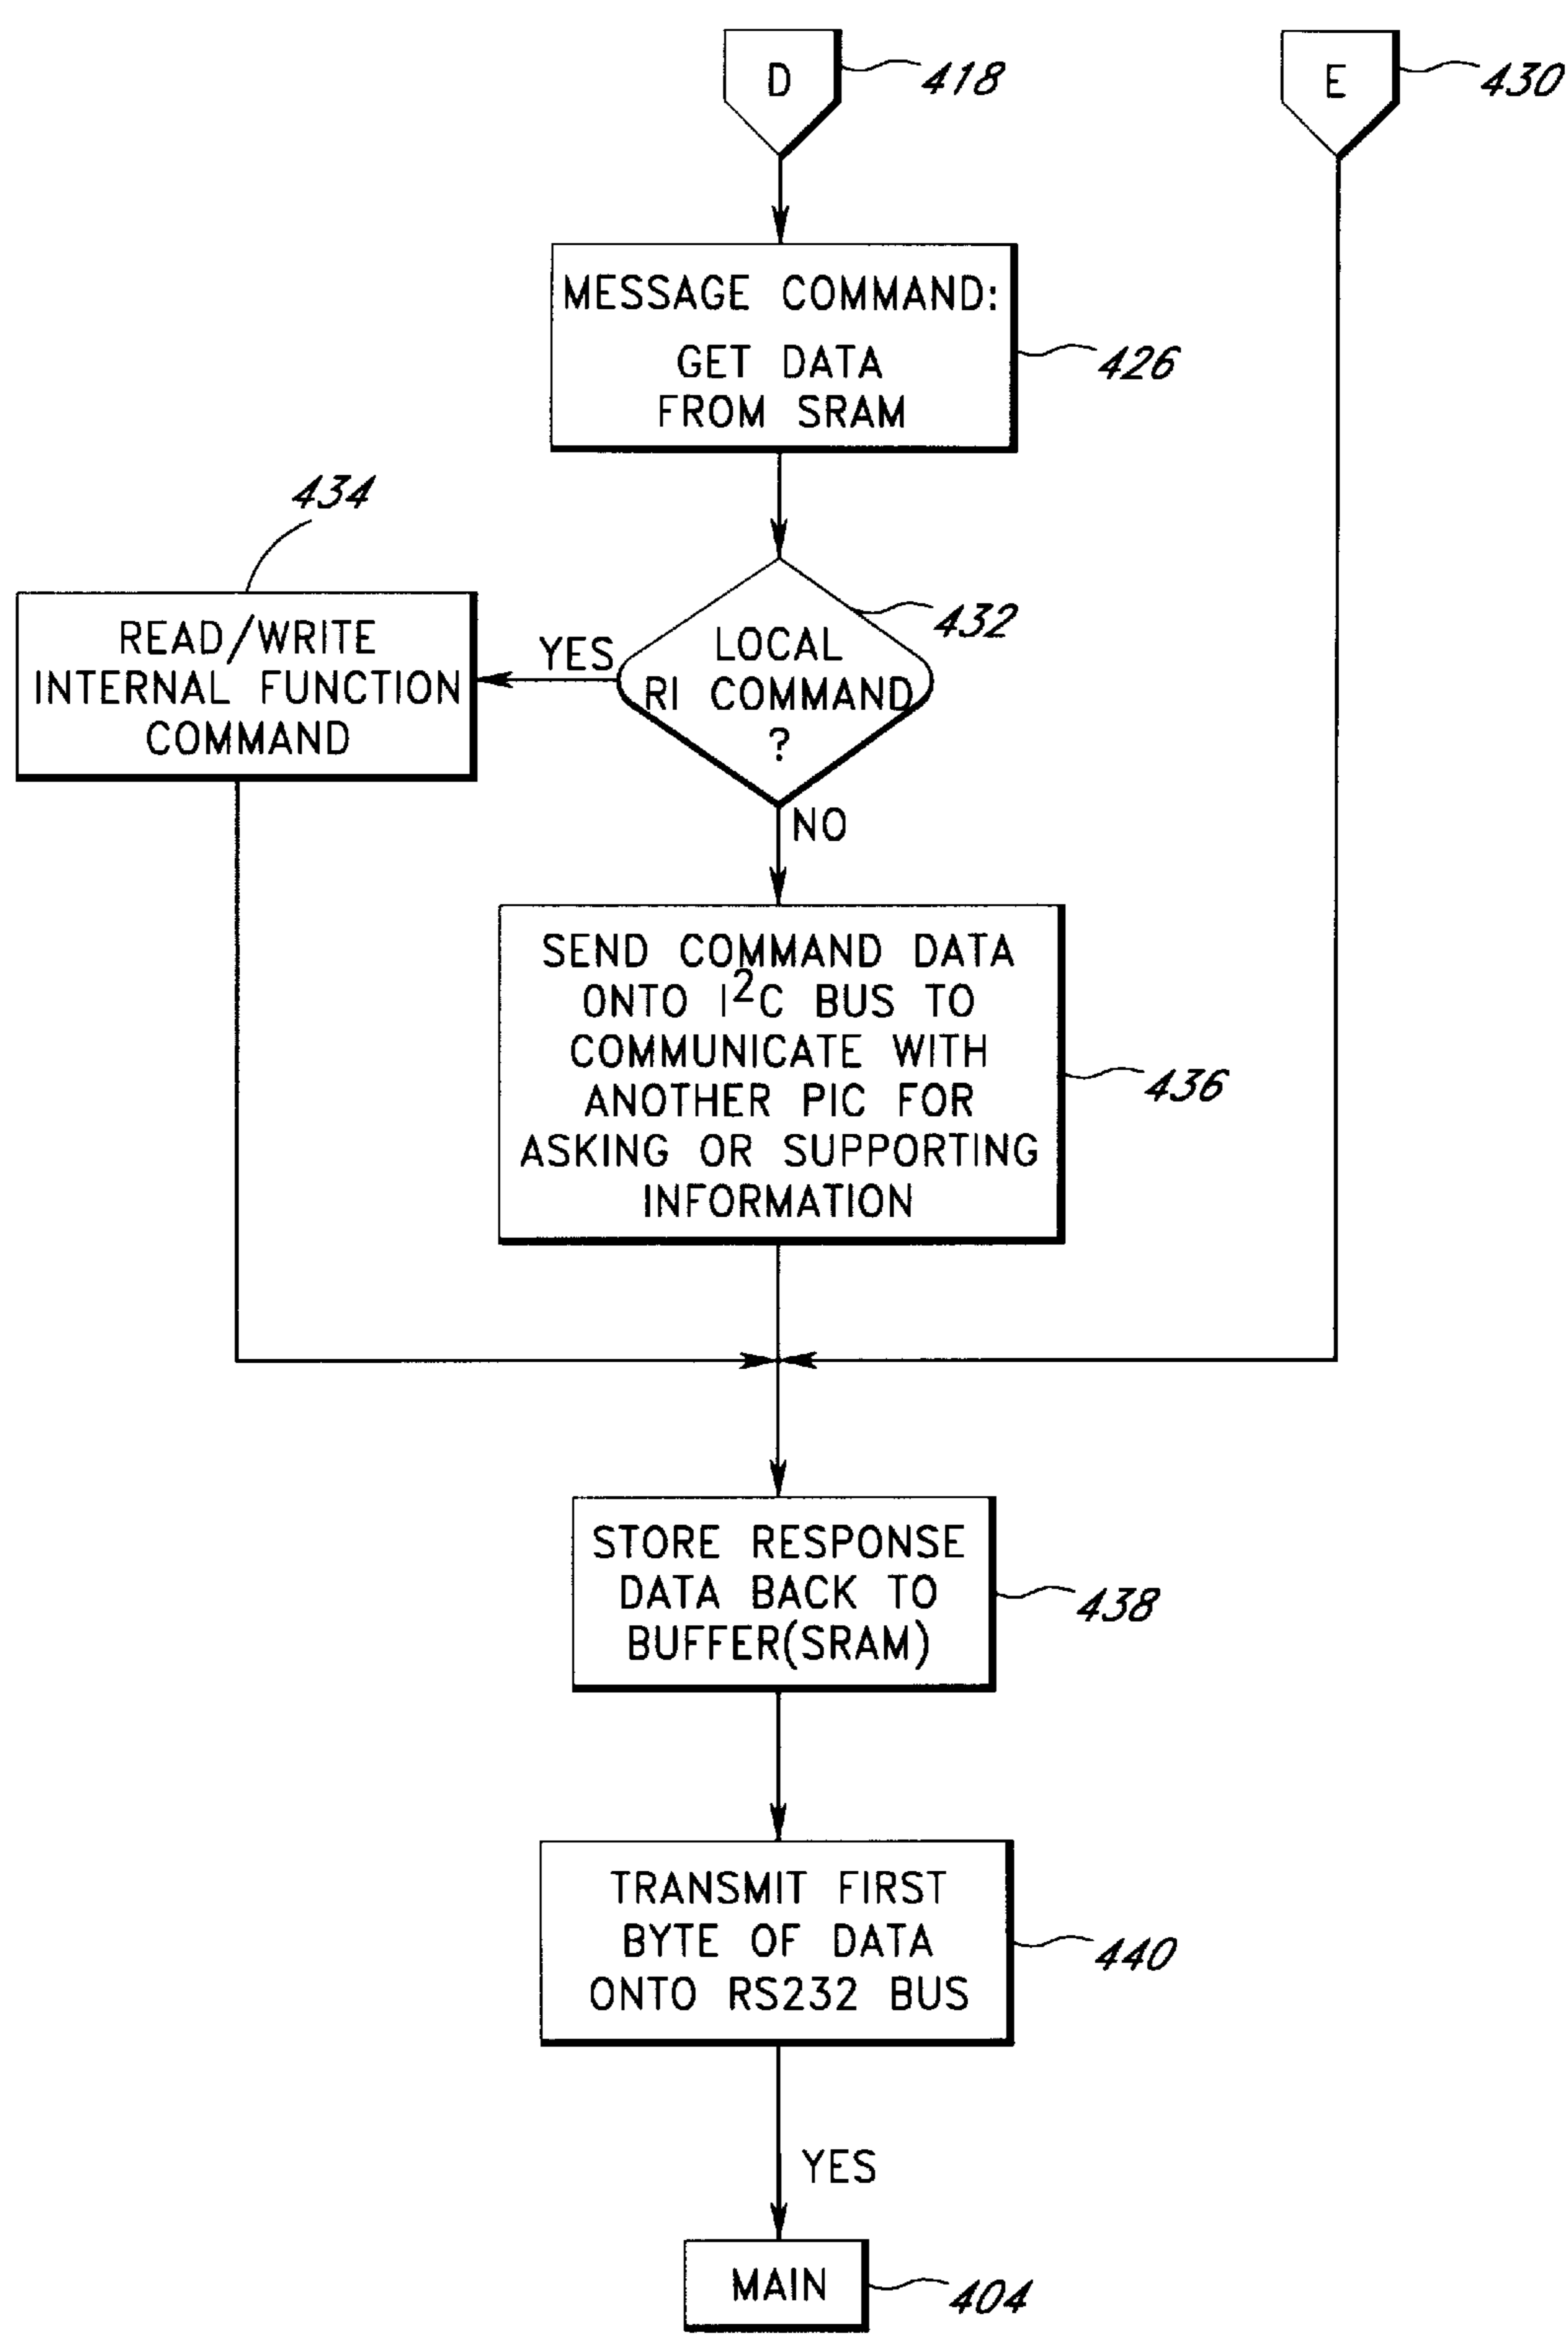 D
418
E
430
MESSAGE COMMAND:
GET DATA
FROM SRAM
426
434
READ/WRITE
INTERNAL FUNCTION
COMMAND
YES
LOCAL
RI COMMAND
?
432
NO
SEND COMMAND DATA
ONTO I²C BUS TO
COMMUNICATE WITH
ANOTHER PIC FOR
ASKING OR SUPPORTING
INFORMATION
436
STORE RESPONSE
DATA BACK TO
BUFFER(SRAM)
438
TRANSMIT FIRST
BYTE OF DATA
ONTO RS232 BUS
440
YES
MAIN
404